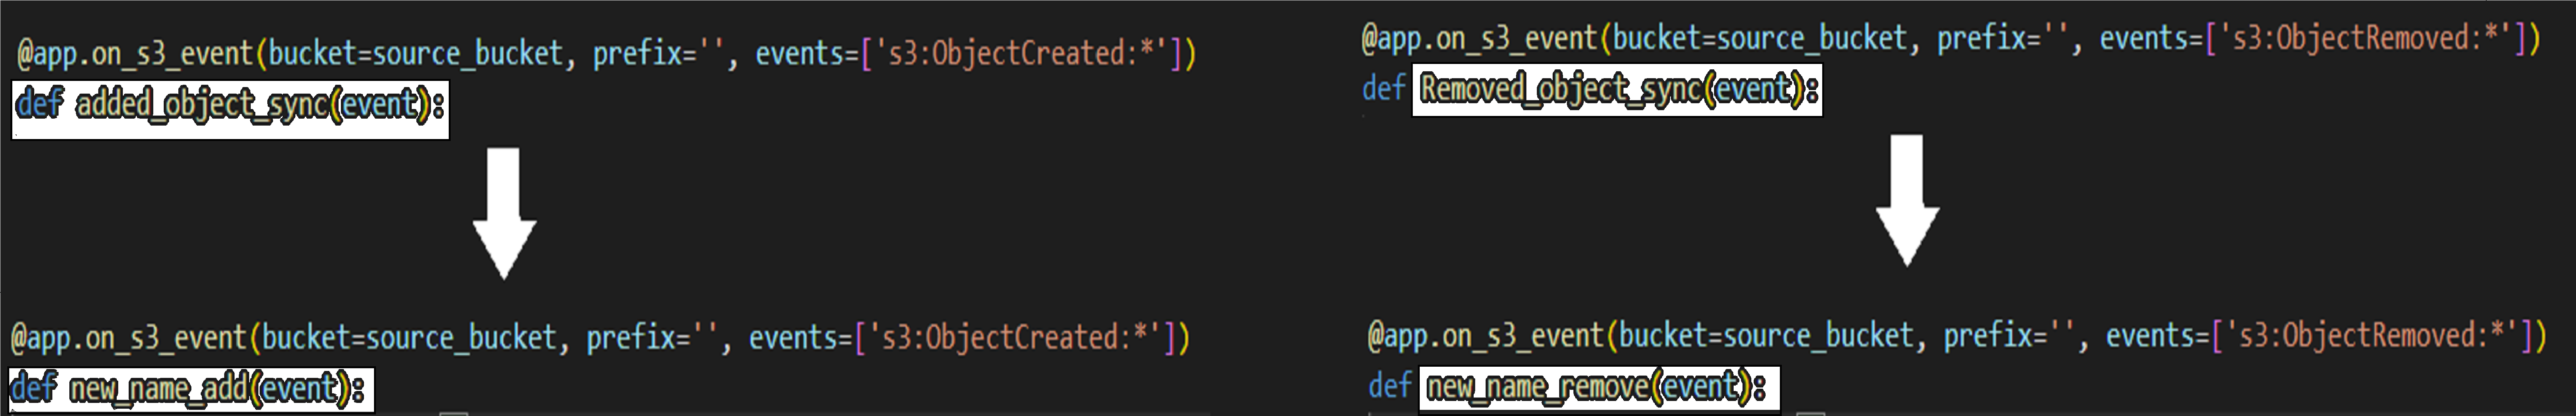 @app.on_s3_event(bucket=source_bucket, prefix='', events=['s3:ObjectCreated:*'])
def added_object_sync(event):
@app.on_s3_event(bucket=source_bucket, prefix='', events=['s3:ObjectCreated:*'])
def new_name_add(event):
@app.on_s3_event(bucket=source_bucket, prefix='', events=['s3:ObjectRemoved:*'])
def Removed_object_sync(event):
@app.on_s3_event(bucket=source_bucket, prefix='', events=['s3:ObjectRemoved:*'])
def new_name_remove(event):